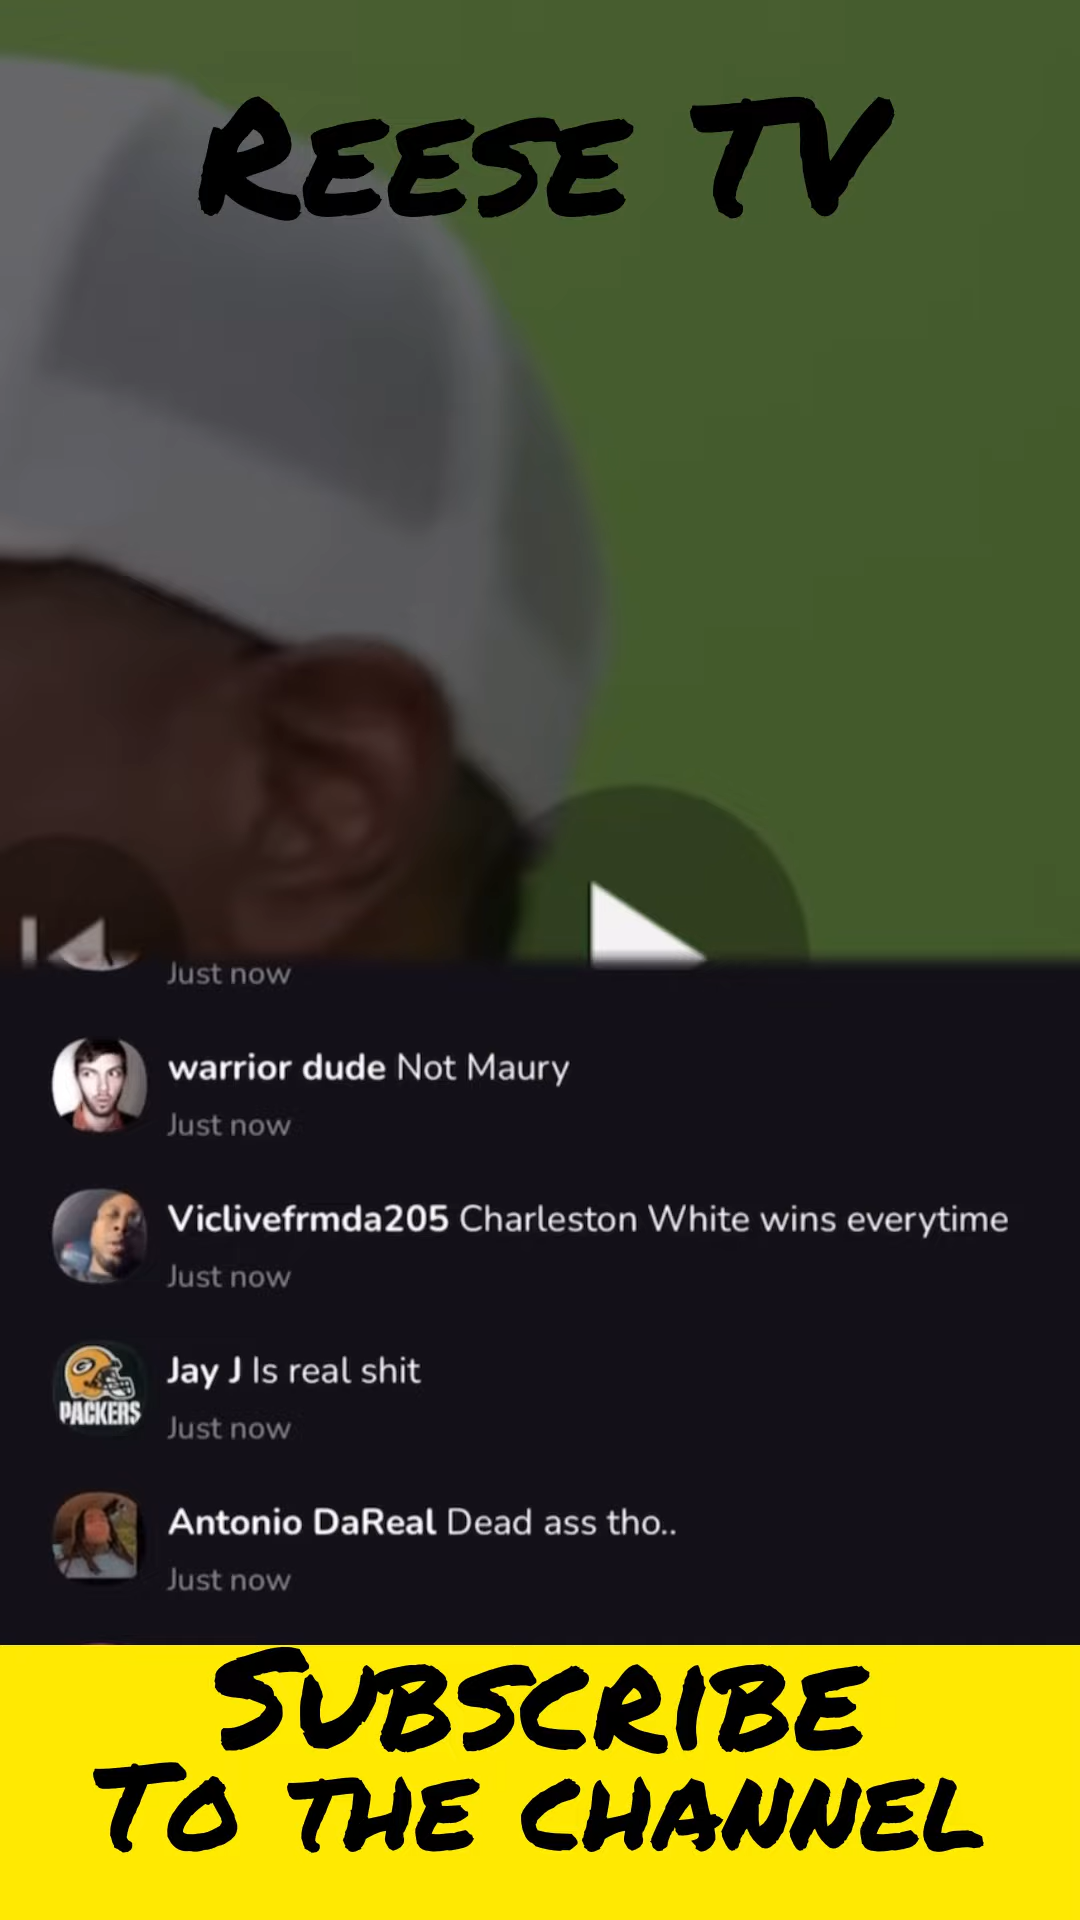 REESE TV
Just now
warrior dude Not Maury
Just now
Viclivefrmda205 Charleston White wins everytime
Just now
Jay J Is real shit
Just now
PACKERS
Antonio DaReal Dead ass tho..
Just now
SUBSCRIBE
TO THE CHANNEL